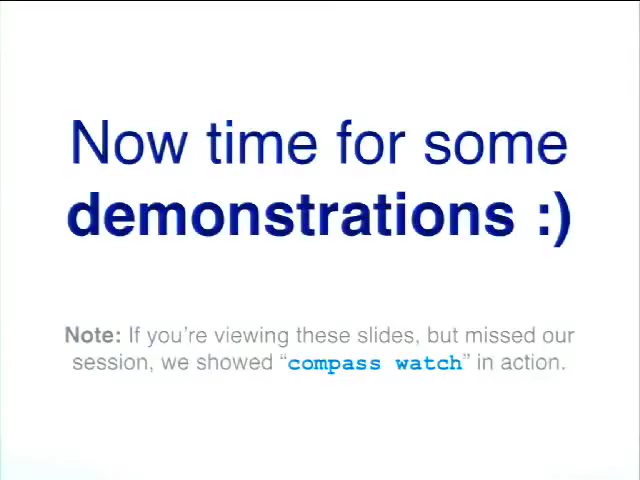 Now time for some
demonstrations :)
Note: If you’re viewing these slides, but missed our
session, we showed “compass watch” in action.